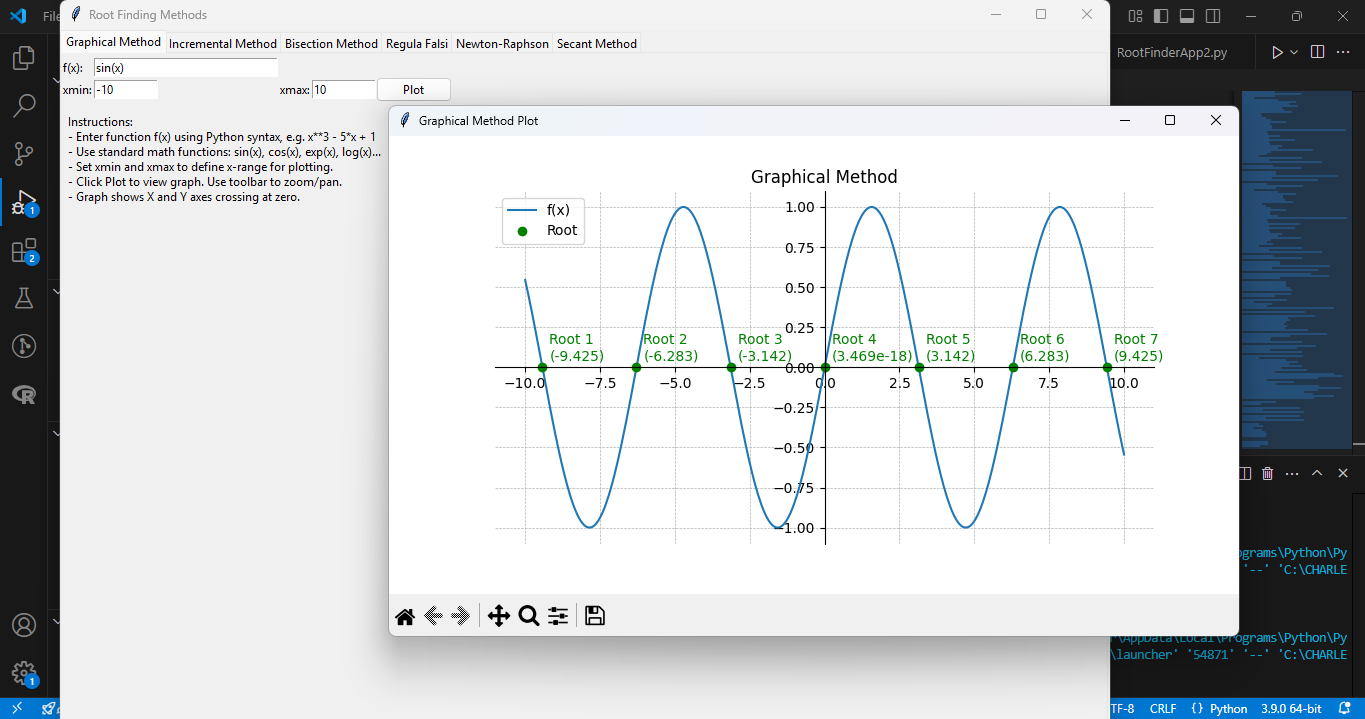 File
Root Finding Methods
RootFinderApp2.py
Graphical Method Incremental Method Bisection Method Regula Falsi Newton-Raphson Secant Method
f(x): sin(x)
xmin: -10 xmax: 10 Plot
Instructions:
- Enter function f(x) using Python syntax, e.g. x**3 - 5*x + 1
- Use standard math functions: sin(x), cos(x), exp(x), log(x)...
- Set xmin and xmax to define x-range for plotting.
- Click Plot to view graph. Use toolbar to zoom/pan.
- Graph shows X and Y axes crossing at zero.
Graphical Method Plot
Graphical Method
f(x)
Root
1.00
0.75
0.50
0.25
Root 1 Root 2 Root 3 Root 4 Root 5 Root 6 Root 7
(-9.425) (-6.283) (-3.142) (3.469e-18) (3.142) (6.283) (9.425)
0.00
−10.0 −7.5 −5.0 −2.5 0.0 2.5 5.0 7.5 10.0
−0.25
−0.50
−0.75
−1.00
1
2
1
ograms\Python\Py
'--' 'C:\CHARLE
r\AppData\Local\Programs\Python\Py
\launcher' '54871' '--' 'C:\CHARLE
TF-8 CRLF {} Python 3.9.0 64-bit